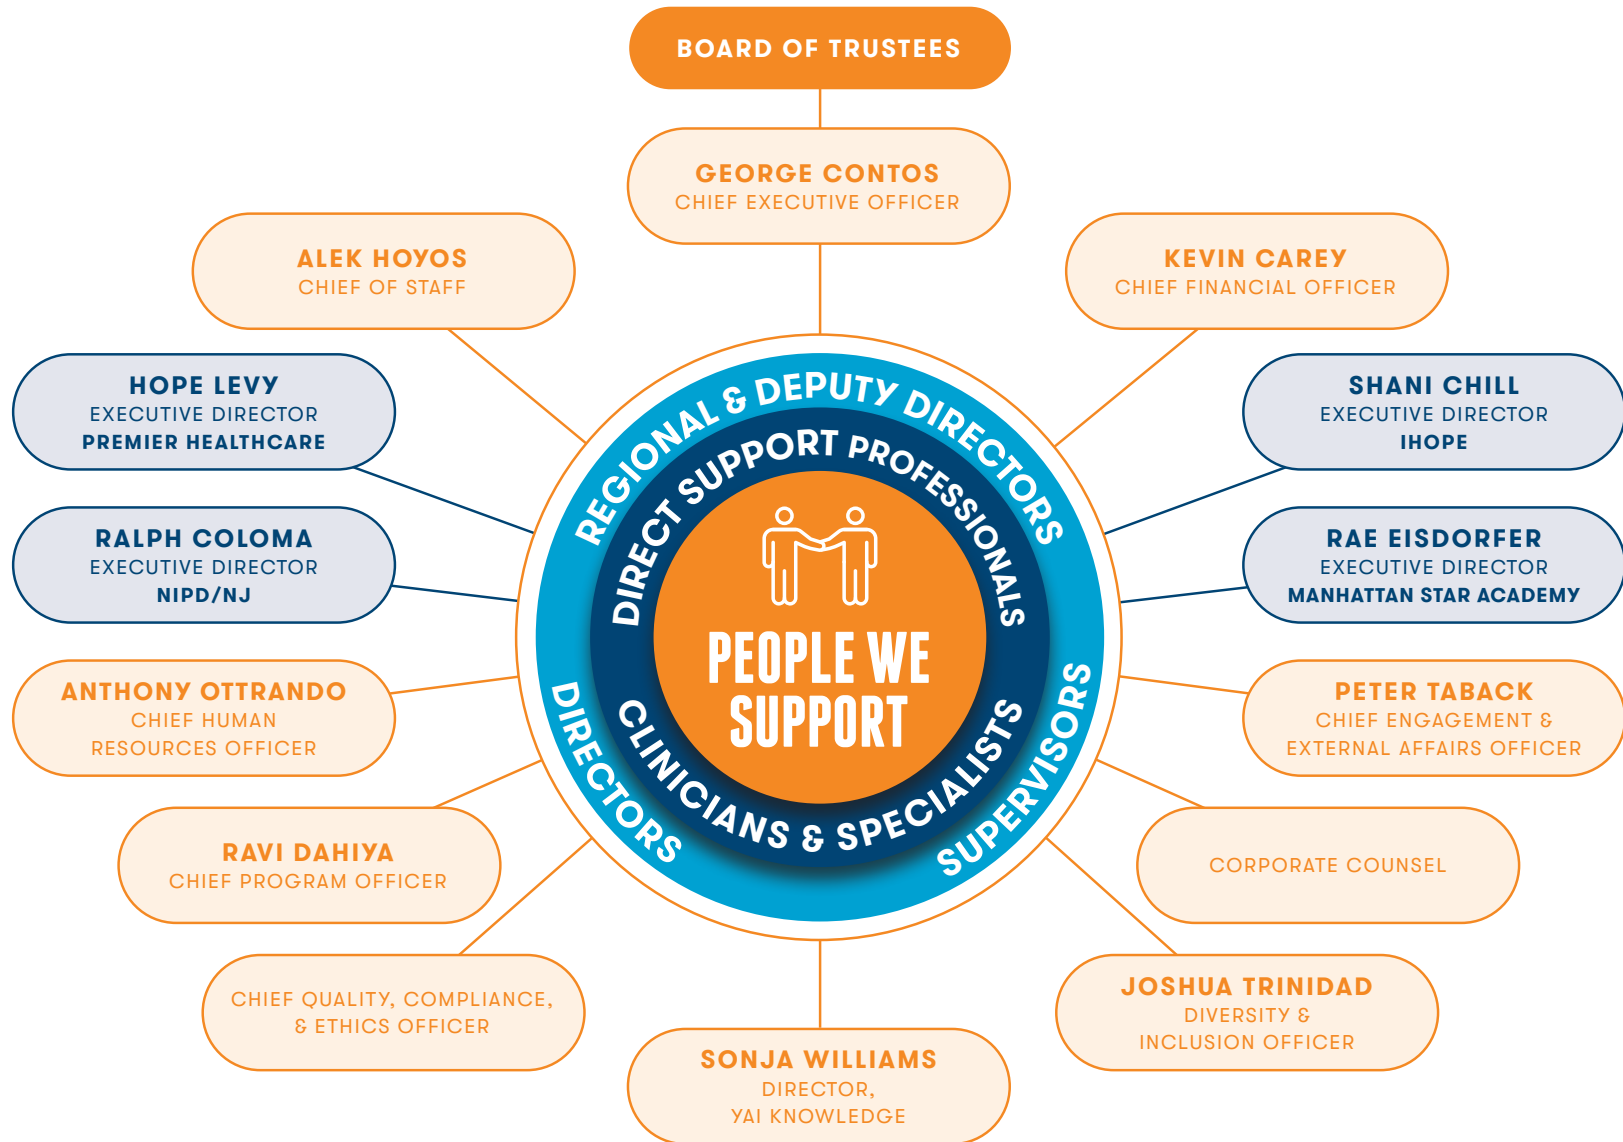 BOARD OF TRUSTEES
GEORGE CONTOS
CHIEF EXECUTIVE OFFICER
ALEK HOYOS
CHIEF OF STAFF
KEVIN CAREY
CHIEF FINANCIAL OFFICER
HOPE LEVY
EXECUTIVE DIRECTOR
PREMIER HEALTHCARE
SHANI CHILL
EXECUTIVE DIRECTOR
IHOPE
RALPH COLOMA
EXECUTIVE DIRECTOR
NIPD/NJ
RAE EISDORFER
EXECUTIVE DIRECTOR
MANHATTAN STAR ACADEMY
REGIONAL & DEPUTY DIRECTORS
DIRECT SUPPORT PROFESSIONALS
PEOPLE WE
SUPPORT
CLINICIANS & SPECIALISTS
DIRECTORS
SUPERVISORS
ANTHONY OTTRANDO
CHIEF HUMAN
RESOURCES OFFICER
PETER TABACK
CHIEF ENGAGEMENT &
EXTERNAL AFFAIRS OFFICER
RAVI DAHIYA
CHIEF PROGRAM OFFICER
CORPORATE COUNSEL
CHIEF QUALITY, COMPLIANCE,
& ETHICS OFFICER
JOSHUA TRINIDAD
DIVERSITY &
INCLUSION OFFICER
SONJA WILLIAMS
DIRECTOR,
YAI KNOWLEDGE